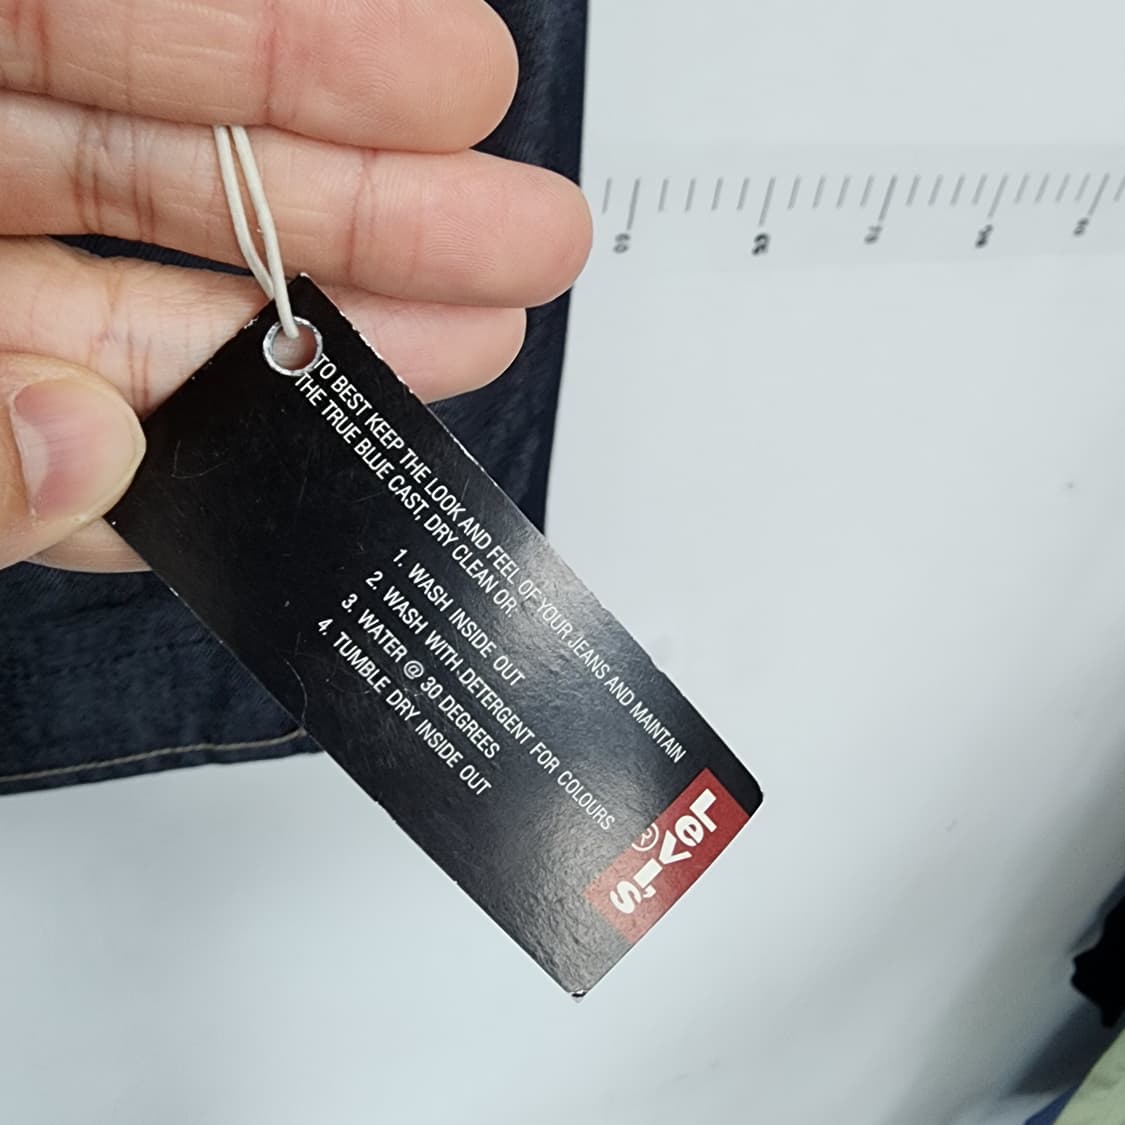 TO BEST KEEP THE LOOK AND FEEL OF YOUR JEANS AND MAINTAIN
THE TRUE BLUE CAST, DRY CLEAN OR:
1. WASH INSIDE OUT
2. WASH WITH DETERGENT FOR COLOURS
3. WATER @ 30 DEGREES
4. TUMBLE DRY INSIDE OUT
Levi's
®
60